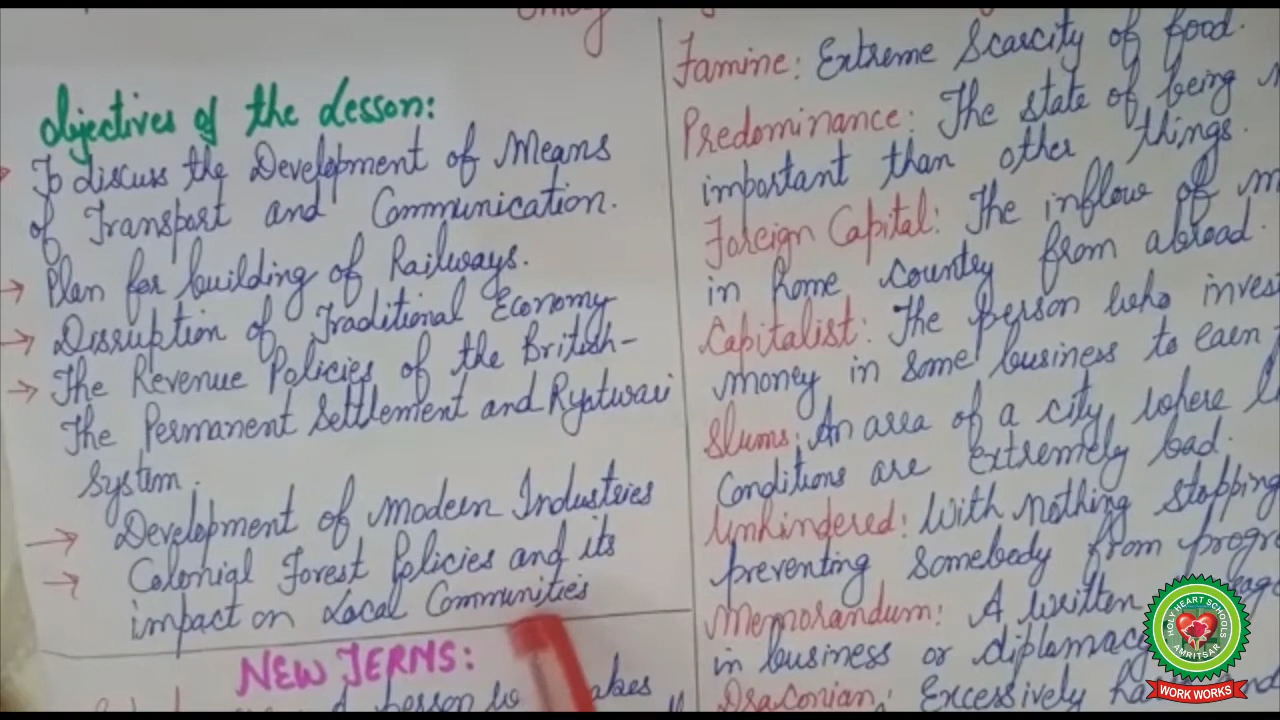 Objectives of the Lesson:
To discuss the Development of Means
of Transport and Communication.
→ Plan for building of Railways.
→ Disruption of Traditional Economy
→ The Revenue Policies of the British-
The Permanent Settlement and Ryotwari
System.
→ Development of Modern Industries
→ Colonial Forest Policies and its
impact on Local Communities
NEW TERMS:
Famine: Extreme Scarcity of food.
Predominance: The state of being
important than other things.
Foreign Capital: The inflow of
in home country from abroad.
Capitalist: The person who
money in some business to earn
Slums: An area of a city, where
Conditions are extremely bad.
Unhindered: With nothing stopping
preventing somebody from
Memorandum: A written
in business or
Draconian: Excessively
HOLY HEART SCHOOLS
AMRITSAR
WORK WORKS